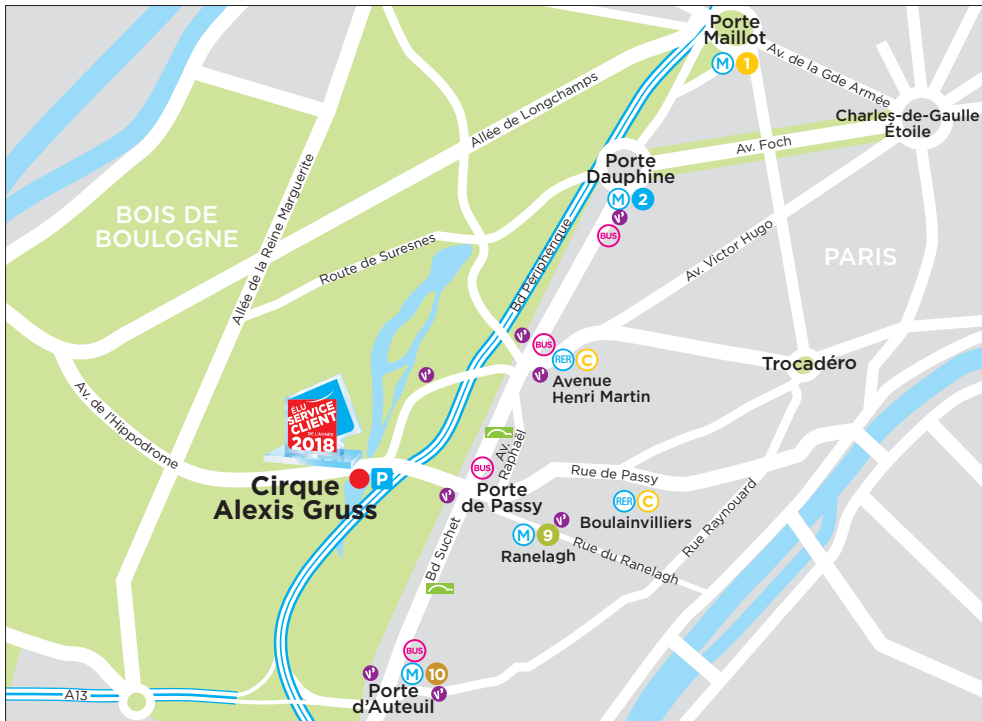 Porte
Maillot
M 1
Av. de la Gde Armée
Charles-de-Gaulle
Étoile
Allée de Longchamps
Av. Foch
Porte
Dauphine
M 2
V'
BUS
BOIS DE
BOULOGNE
Allée de la Reine Marguerite
Route de Suresnes
Bd Périphérique
Av. Victor Hugo
PARIS
V'
BUS
RER C
V'
Avenue
Henri Martin
Trocadéro
V'
Av. de l'Hippodrome
ÉLU
SERVICE
CLIENT
DE L'ANNÉE
2018
Cirque
Alexis Gruss
P
Av. Raphaël
BUS
Porte
de Passy
V'
Rue de Passy
RER C
Boulainvilliers
Rue Raynouard
V'
M 9
Ranelagh
Rue du Ranelagh
Bd Suchet
BUS
V'
M 10
Porte
d'Auteuil
V'
A13